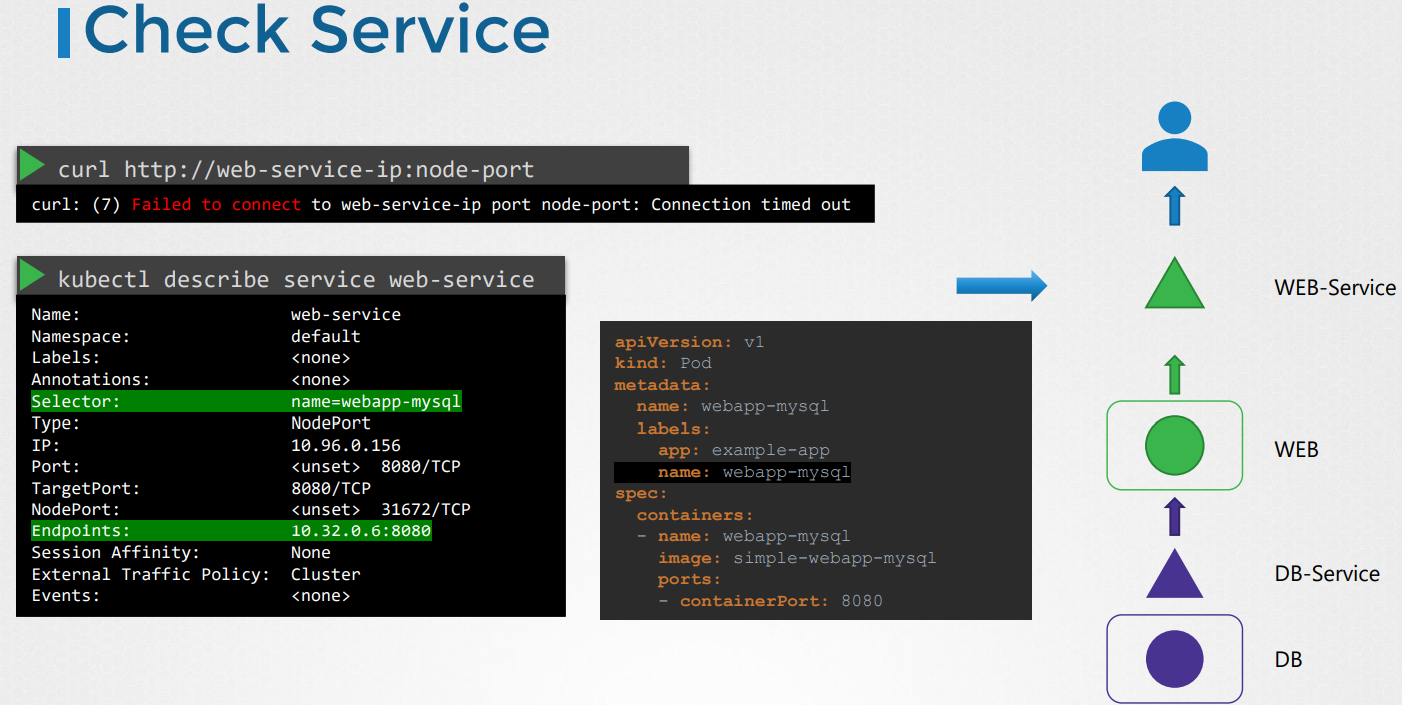 Check Service
curl http://web-service-ip:node-port
curl: (7) Failed to connect to web-service-ip port node-port: Connection timed out
kubectl describe service web-service
Name: web-service
Namespace: default
Labels: <none>
Annotations: <none>
Selector: name=webapp-mysql
Type: NodePort
IP: 10.96.0.156
Port: <unset> 8080/TCP
TargetPort: 8080/TCP
NodePort: <unset> 31672/TCP
Endpoints: 10.32.0.6:8080
Session Affinity: None
External Traffic Policy: Cluster
Events: <none>
apiVersion: v1
kind: Pod
metadata:
  name: webapp-mysql
  labels:
    app: example-app
    name: webapp-mysql
spec:
  containers:
  - name: webapp-mysql
    image: simple-webapp-mysql
    ports:
    - containerPort: 8080
WEB-Service
WEB
DB-Service
DB